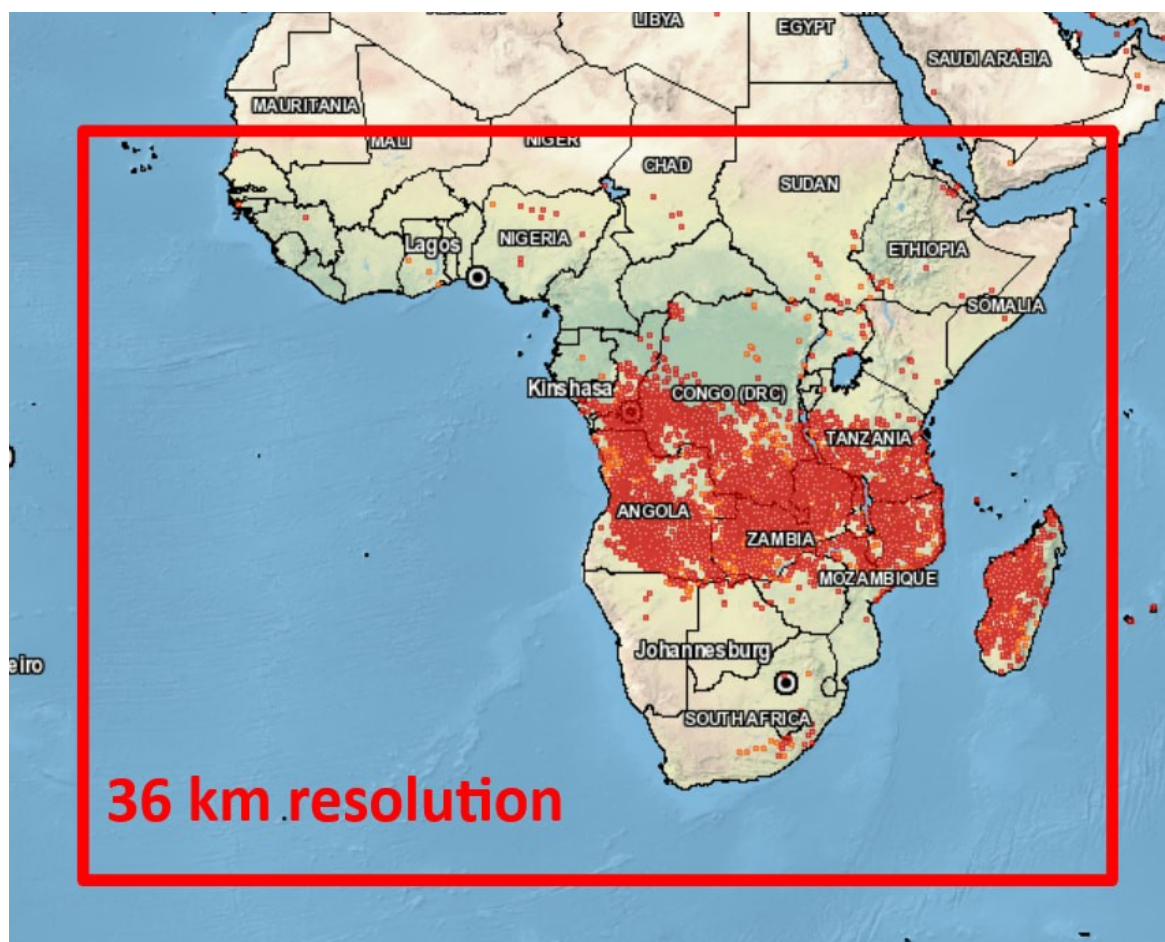 LIBYA
EGYPT
SAUDI ARABIA
MAURITANIA
MALI
NIGER
CHAD
SUDAN
Lagos
NIGERIA
ETHIOPIA
SOMALIA
Kinshasa
CONGO (DRC)
TANZANIA
ANGOLA
ZAMBIA
MOZAMBIQUE
Johannesburg
eiro
SOUTH AFRICA
36 km resolution